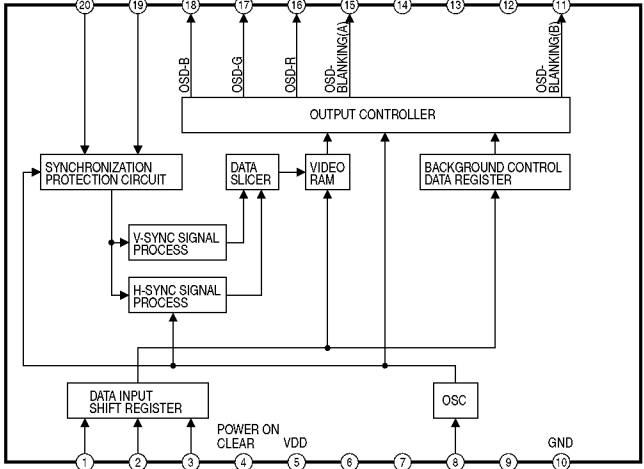 20 19 18 17 16 15 14 13 12 11
OSD-B
OSD-G
OSD-R
OSD-
BLANKING(A)
OSD-
BLANKING(B)
OUTPUT CONTROLLER
SYNCHRONIZATION
PROTECTION CIRCUIT
DATA
SLICER
VIDEO
RAM
BACKGROUND CONTROL
DATA REGISTER
V-SYNC SIGNAL
PROCESS
H-SYNC SIGNAL
PROCESS
DATA INPUT
SHIFT REGISTER
OSC
POWER ON
CLEAR
VDD
GND
1 2 3 4 5 6 7 8 9 10